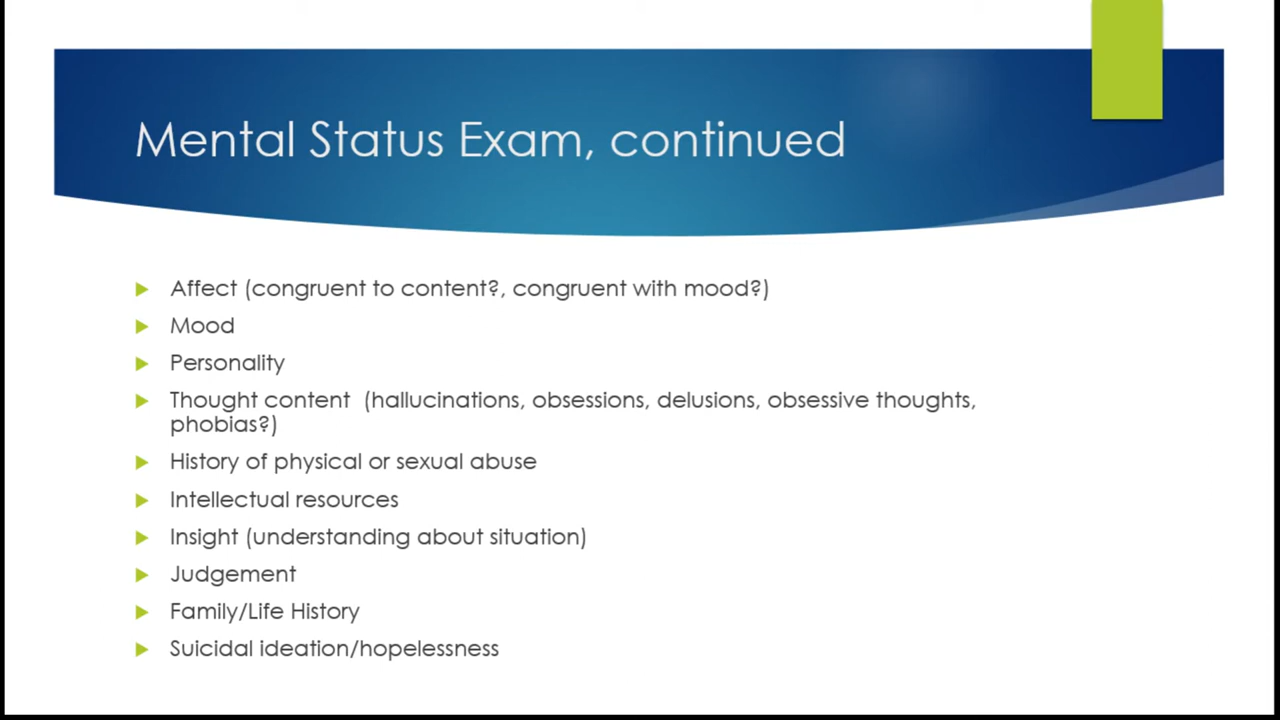 Mental Status Exam, continued
Affect (congruent to content?, congruent with mood?)
Mood
Personality
Thought content  (hallucinations, obsessions, delusions, obsessive thoughts,
phobias?)
History of physical or sexual abuse
Intellectual resources
Insight (understanding about situation)
Judgement
Family/Life History
Suicidal ideation/hopelessness